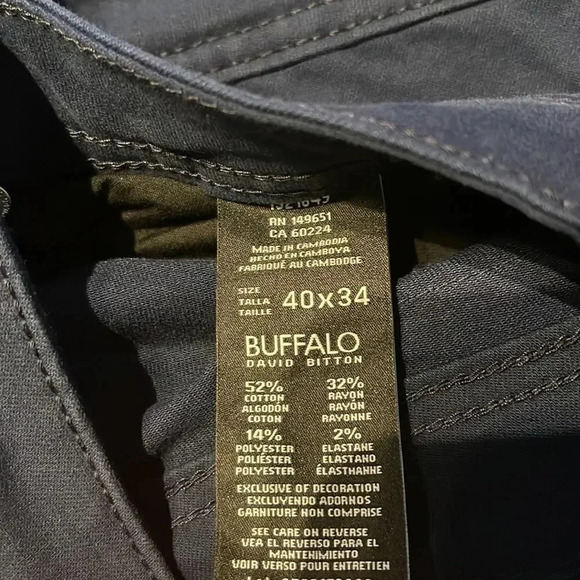 RN 149651
CA 60224
MADE IN CAMBODIA
HECHO EN CAMBOYA
FABRIQUÉ AU CAMBODGE
SIZE
TALLA 40x34
TAILLE
BUFFALO
DAVID BITTON
52% 32%
COTTON RAYON
ALGODÓN RAYÓN
COTON RAYONNE
14% 2%
POLYESTER ELASTANE
POLIÉSTER ELASTANO
POLYESTER ÉLASTHANNE
EXCLUSIVE OF DECORATION
EXCLUYENDO ADORNOS
GARNITURE NON COMPRISE
SEE CARE ON REVERSE
VEA EL REVERSO PARA EL
MANTENIMIENTO
VOIR VERSO POUR L'ENTRETIEN